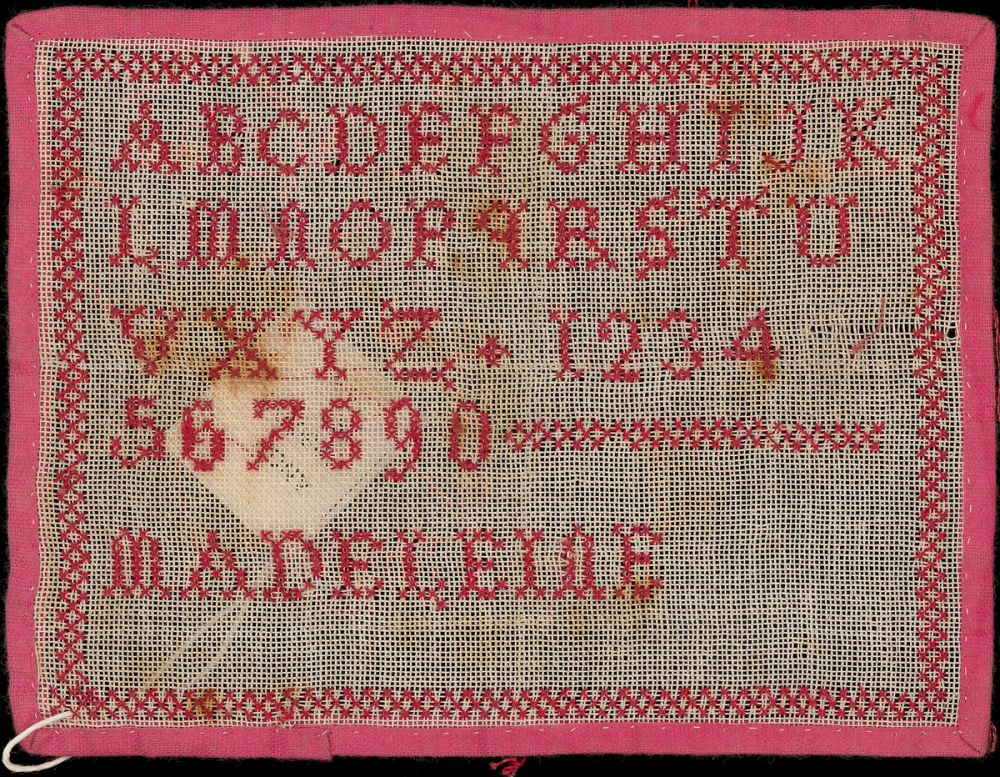 ABCDEFGHIJK
LMNOPQRSTU
VXYZ. 1234
567890
MADELEINE